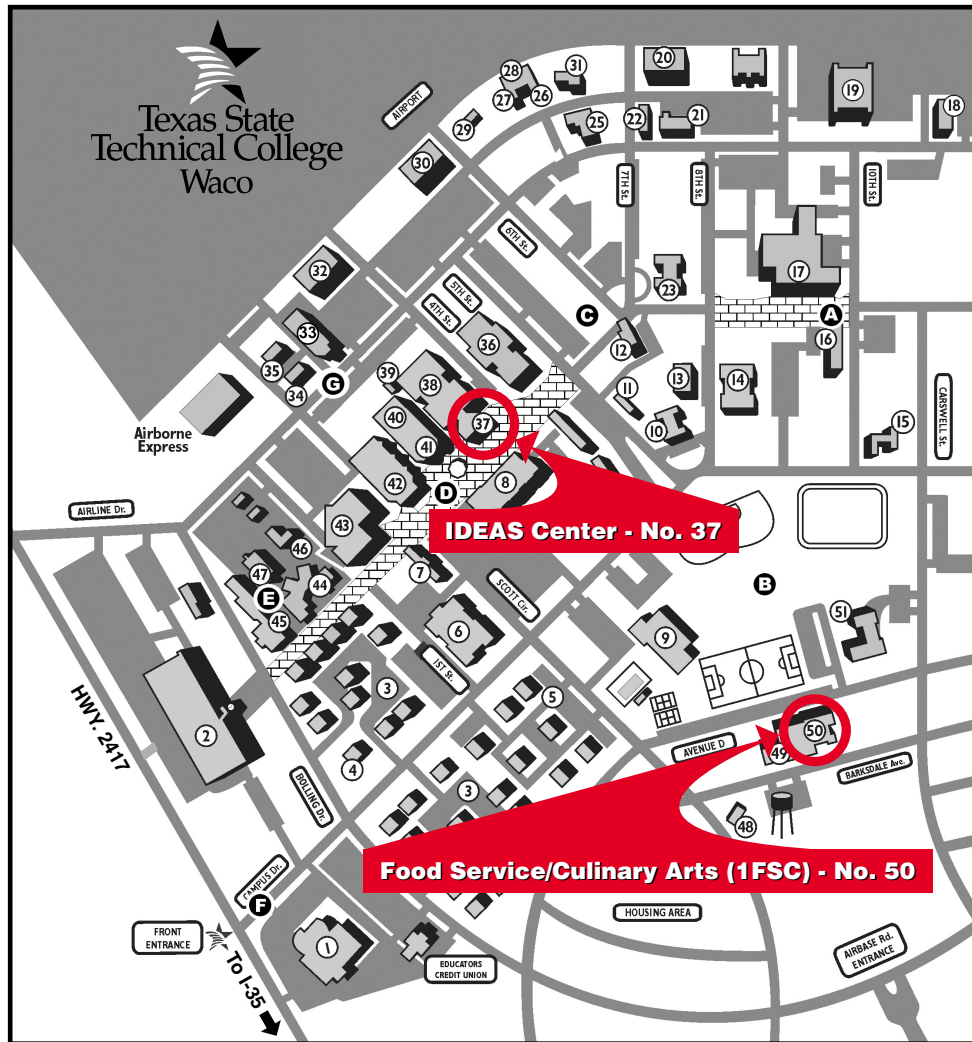 Texas State
Technical College
Waco
AIRPORT
28
31
27
26
29
25
20
22
21
19
18
30
7TH St.
8TH St.
10TH St.
6TH St.
32
5TH St.
4TH St.
23
17
C
A
33
35
34
G
36
12
16
39
38
37
13
14
11
10
15
CARSWELL St.
40
41
Airborne
Express
42
D
8
AIRLINE Dr.
43
IDEAS Center - No. 37
46
47
44
E
45
7
SCOTT Cir.
B
51
6
9
1ST St.
3
5
2
HWY. 2417
4
AVENUE D
50
49
BARKSDALE Ave.
BOLLING Dr.
3
48
Food Service/Culinary Arts (1FSC) - No. 50
CAMPUS Dr.
F
HOUSING AREA
FRONT
ENTRANCE
1
EDUCATORS
CREDIT UNION
AIRBASE Rd.
ENTRANCE
To I-35